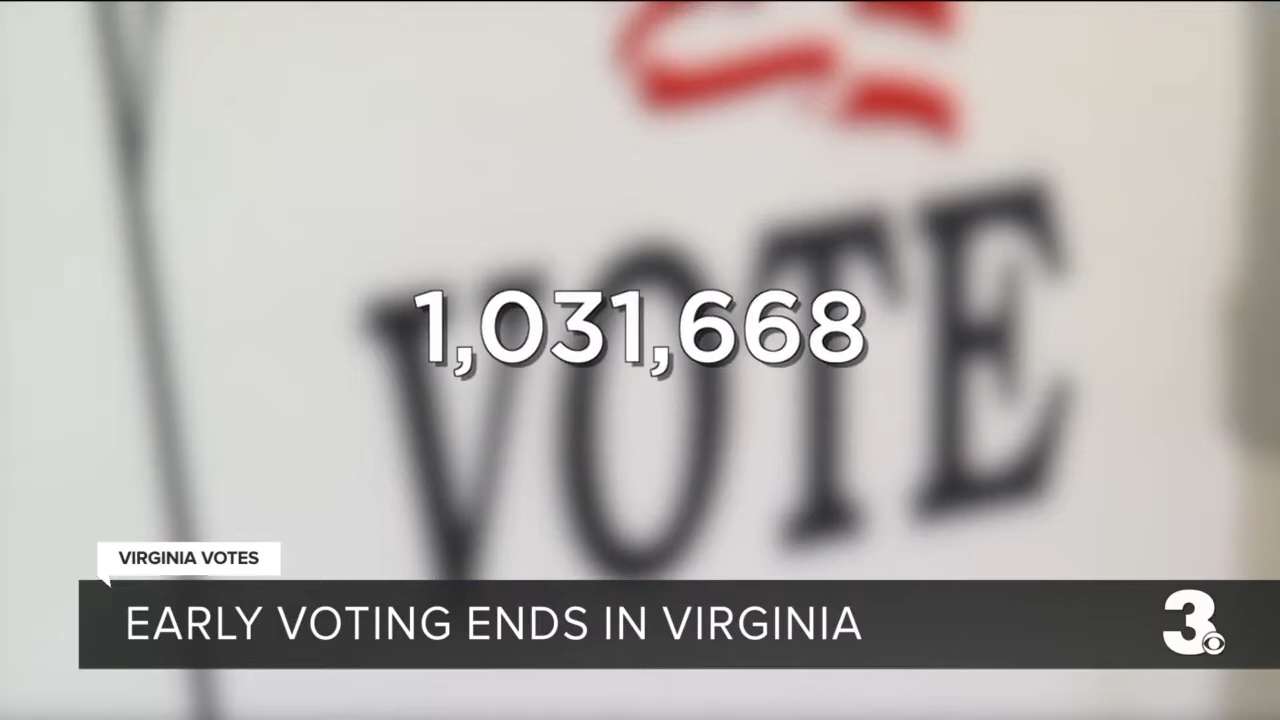 VOTE
1,031,668
VIRGINIA VOTES
EARLY VOTING ENDS IN VIRGINIA
3